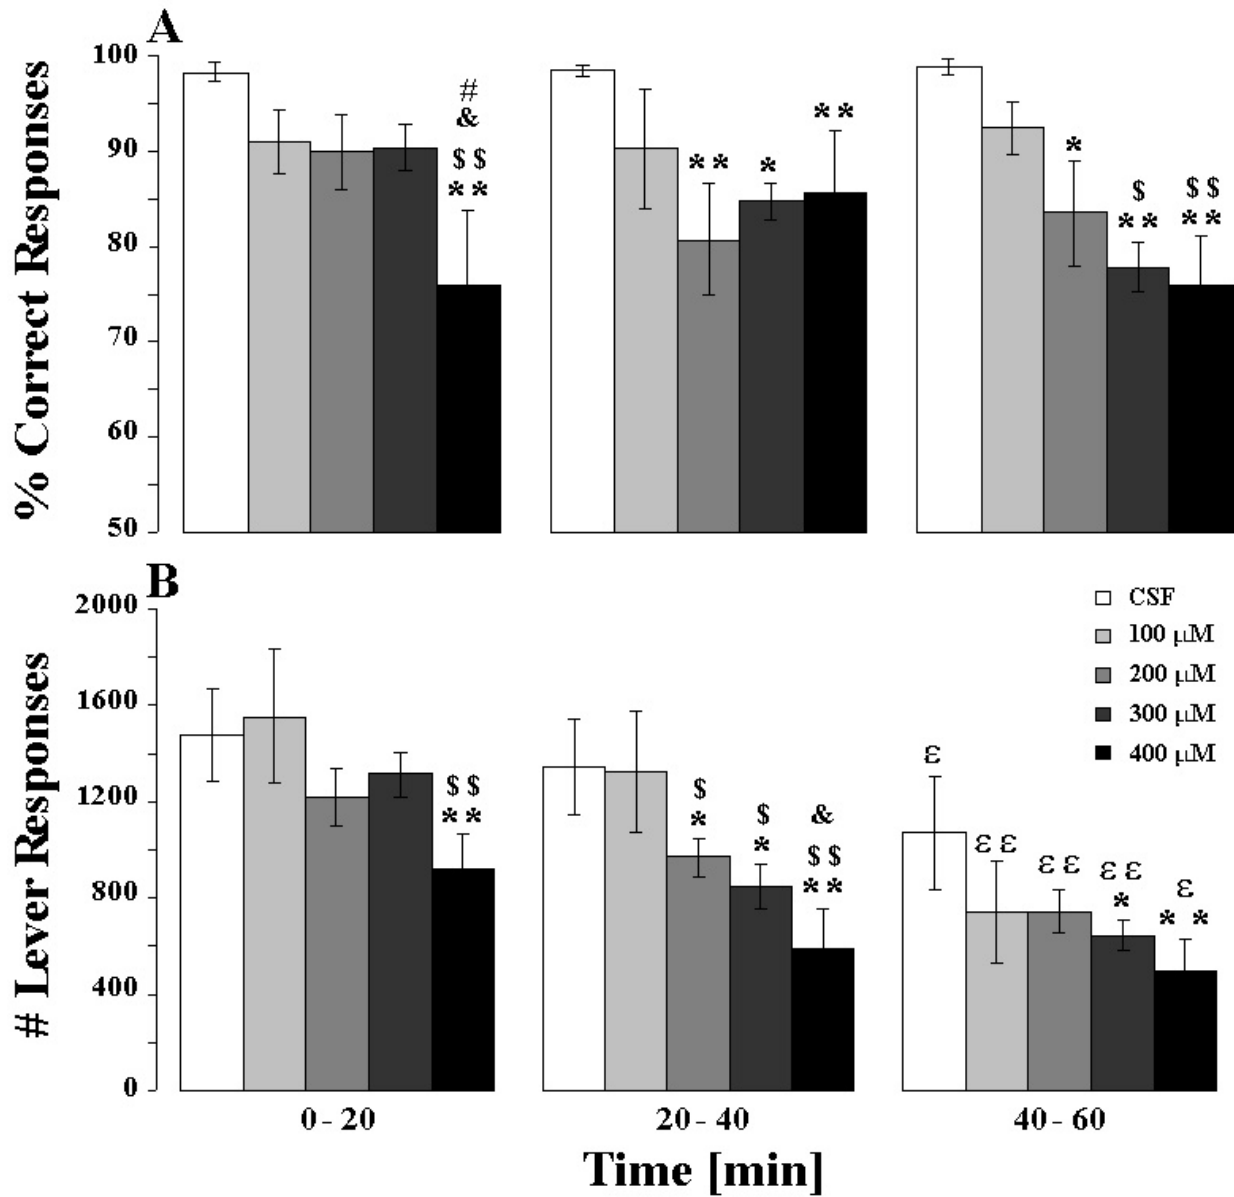 A
% Correct Responses
100
90
80
70
60
50
#
&
$ $
* *
* *
*
* *
*
$
* *
$ $
* *
B
# Lever Responses
2000
1600
1200
800
400
0
CSF
100 µM
200 µM
300 µM
400 µM
$ $
* *
$
*
$
*
&
$ $
* *
ε
ε ε
ε ε
ε ε
*
ε
* *
0 - 20
20 - 40
40 - 60
Time [min]